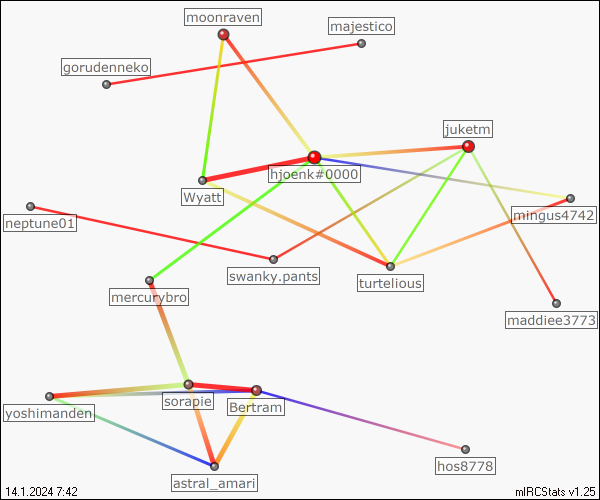 moonraven
majestico
gorudenneko
juketm
hjoenk#0000
Wyatt
mingus4742
neptune01
swanky.pants
turtelious
mercurybro
maddiee3773
sorapie
Bertram
yoshimanden
hos8778
astral_amari
14.1.2024 7:42
mIRCStats v1.25